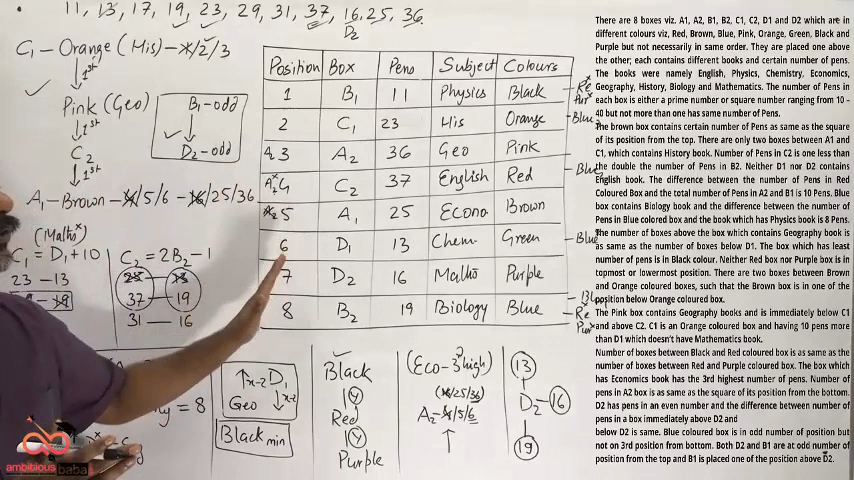 11, 13, 17, 19, 23, 29, 31, 37, 16, 25, 36
D2
C1 - Orange (His) - x/2/3
1st
Pink (Geo)
1st
C2
1st
A1 - Brown - x/5/6 - 16/25/36
B1 - odd
D2 - odd
(Maths x)
C1 = D1 + 10
23 - 13
C2 = 2B2 - 1
25 - 13
37 - 19
31 - 16
Position Box Pens Subject Colours
1 B1 11 Physics Black
2 C1 23 His Orange
3 A2 36 Geo Pink
4 C2 37 English Red
5 A1 25 Econo Brown
6 D1 13 Chem Green
7 D2 16 Maths Purple
8 B2 19 Biology Blue
Blue
Blue
Blue
x-2 D1
Geo x-2
Black min
= 8
Black
Y
Red
Y
Purple
(Eco - 3rd high)
(16/25/36)
A2 - 4/5/6
13
D2 - 16
19
ambitious baba
There are 8 boxes viz. A1, A2, B1, B2, C1, C2, D1 and D2 which are in
different colours viz, Red, Brown, Blue, Pink, Orange, Green, Black and
Purple but not necessarily in same order. They are placed one above
the other; each contains different books and certain number of pens.
The books were namely English, Physics, Chemistry, Economics,
Geography, History, Biology and Mathematics. The number of Pens in
each box is either a prime number or square number ranging from 10 –
40 but not more than one has same number of Pens.
The brown box contains certain number of Pens as same as the square
of its position from the top. There are only two boxes between A1 and
C1, which contains History book. Number of Pens in C2 is one less than
the double the number of Pens in B2. Neither D1 nor D2 contains
English book. The difference between the number of Pens in Red
Coloured Box and the total number of Pens in A2 and B1 is 10 Pens. Blue
box contains Biology book and the difference between the number of
Pens in Blue colored box and the book which has Physics book is 8 Pens.
The number of boxes above the book which contains Geography book is
as same as the number of boxes below D1. The box which has least
number of pens is in Black colour. Neither Red box nor Purple box is in
topmost or lowermost position. There are two boxes between Brown
and Orange coloured boxes, such that the Brown box is in one of the
position below Orange coloured box.
The Pink box contains Geography books and is immediately below C1
and above C2. C1 is an Orange coloured box and having 10 pens more
than D1 which doesn't have Mathematics book.
Number of boxes between Black and Red coloured box is as same as the
number of boxes between Red and Purple coloured box. The box which
has Economics book has the 3rd highest number of pens. Number of
pens in A2 box is as same as the square of its position from the bottom.
D2 has pens in an even number and the difference between number of
pens in a box immediately above D2 and
below D2 is same. Blue coloured box is in odd number of position but
not on 3rd position from bottom. Both D2 and B1 are at odd number of
position from the top and B1 is placed one of the position above D2.